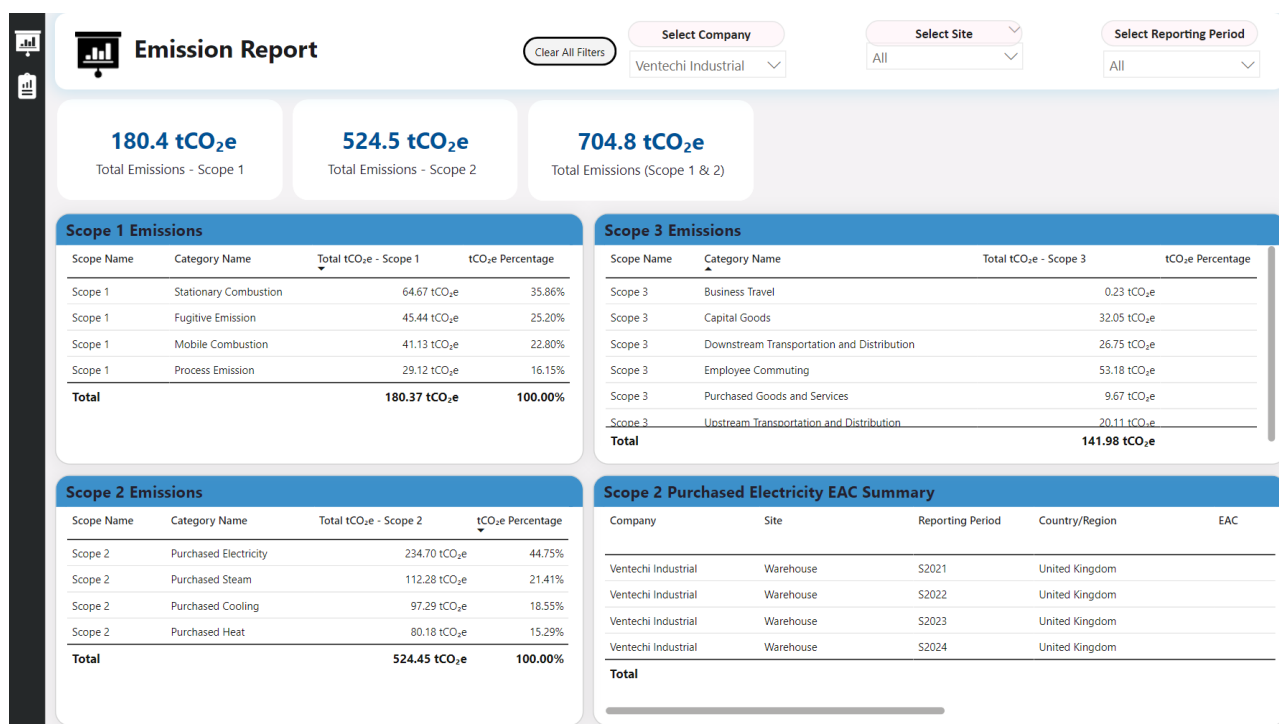 Emission Report
Clear All Filters
Select Company
Ventechi Industrial
Select Site
All
Select Reporting Period
All
180.4 tCO₂e
Total Emissions - Scope 1
524.5 tCO₂e
Total Emissions - Scope 2
704.8 tCO₂e
Total Emissions (Scope 1 & 2)
Scope 1 Emissions
Scope Name Category Name Total tCO₂e - Scope 1 tCO₂e Percentage
Scope 1 Stationary Combustion 64.67 tCO₂e 35.86%
Scope 1 Fugitive Emission 45.44 tCO₂e 25.20%
Scope 1 Mobile Combustion 41.13 tCO₂e 22.80%
Scope 1 Process Emission 29.12 tCO₂e 16.15%
Total 180.37 tCO₂e 100.00%
Scope 3 Emissions
Scope Name Category Name Total tCO₂e - Scope 3 tCO₂e Percentage
Scope 3 Business Travel 0.23 tCO₂e
Scope 3 Capital Goods 32.05 tCO₂e
Scope 3 Downstream Transportation and Distribution 26.75 tCO₂e
Scope 3 Employee Commuting 53.18 tCO₂e
Scope 3 Purchased Goods and Services 9.67 tCO₂e
Scope 3 Upstream Transportation and Distribution 20.11 tCO₂e
Total 141.98 tCO₂e
Scope 2 Emissions
Scope Name Category Name Total tCO₂e - Scope 2 tCO₂e Percentage
Scope 2 Purchased Electricity 234.70 tCO₂e 44.75%
Scope 2 Purchased Steam 112.28 tCO₂e 21.41%
Scope 2 Purchased Cooling 97.29 tCO₂e 18.55%
Scope 2 Purchased Heat 80.18 tCO₂e 15.29%
Total 524.45 tCO₂e 100.00%
Scope 2 Purchased Electricity EAC Summary
Company Site Reporting Period Country/Region EAC
Ventechi Industrial Warehouse S2021 United Kingdom
Ventechi Industrial Warehouse S2022 United Kingdom
Ventechi Industrial Warehouse S2023 United Kingdom
Ventechi Industrial Warehouse S2024 United Kingdom
Total